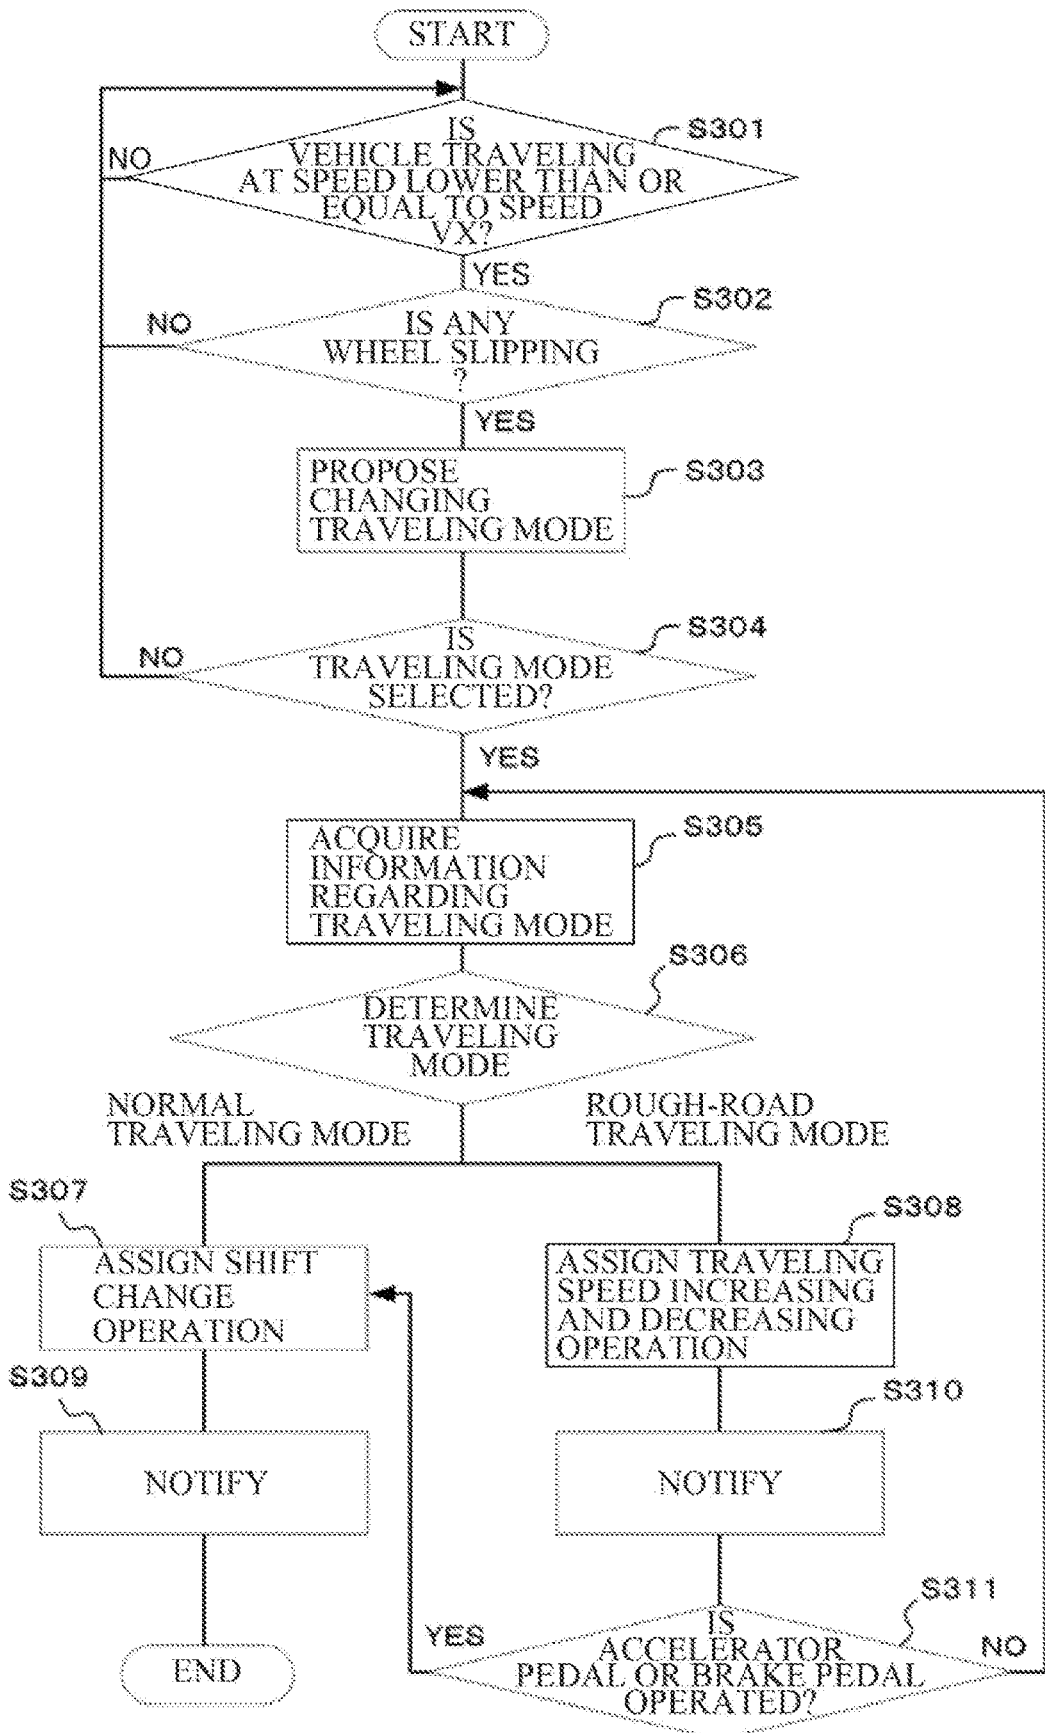 START
S301
IS
VEHICLE TRAVELING
AT SPEED LOWER THAN OR
EQUAL TO SPEED
VX?
NO
YES
S302
IS ANY
WHEEL SLIPPING
?
NO
YES
S303
PROPOSE
CHANGING
TRAVELING MODE
S304
IS
TRAVELING MODE
SELECTED?
NO
YES
S305
ACQUIRE
INFORMATION
REGARDING
TRAVELING MODE
S306
DETERMINE
TRAVELING
MODE
NORMAL
TRAVELING MODE
ROUGH-ROAD
TRAVELING MODE
S307
ASSIGN SHIFT
CHANGE
OPERATION
S308
ASSIGN TRAVELING
SPEED INCREASING
AND DECREASING
OPERATION
S309
NOTIFY
S310
NOTIFY
S311
IS
ACCELERATOR
PEDAL OR BRAKE PEDAL
OPERATED?
YES
NO
END